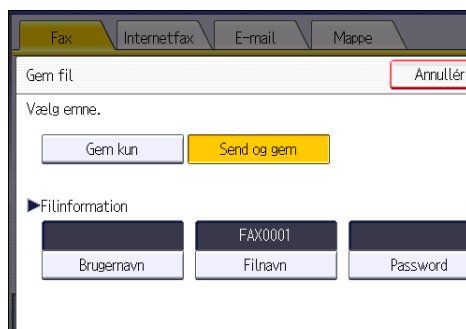 Fax Internetfax E-mail Mappe
Gem fil Annullér
Vælg emne.
Gem kun Send og gem
►Filinformation
FAX0001
Brugernavn Filnavn Password